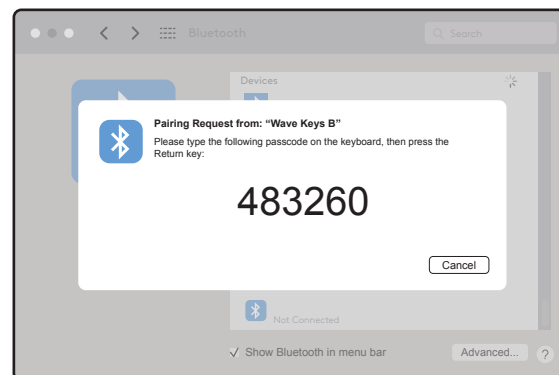 Bluetooth
Search
Devices
Pairing Request from: “Wave Keys B”
Please type the following passcode on the keyboard, then press the
Return key:
483260
Cancel
Not Connected
Show Bluetooth in menu bar
Advanced...
?